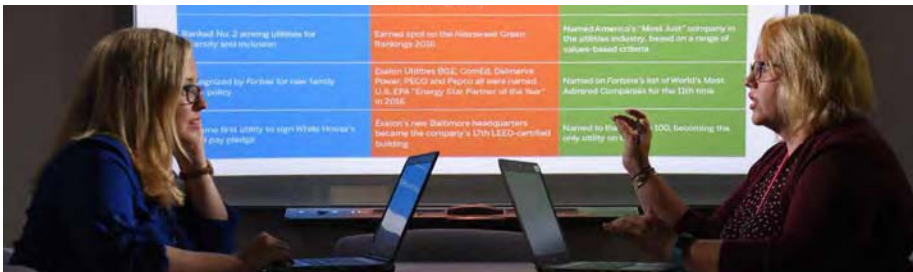 Ranked No. 2 among utilities for
diversity and inclusion
Earned spot on the Newsweek Green
Rankings 2016
Named America's "Most Just" company in
the utilities industry, based on a range of
values-based criteria
recognized by Forbes for new family
policy
Exelon Utilities BGE, ComEd, Delmarva
Power, PECO and Pepco all were named
U.S. EPA "Energy Star Partner of the Year"
in 2016
Named on Fortune's list of World's Most
Admired Companies for the 12th time
first utility to sign White House's
pay pledge
Exelon's new Baltimore headquarters
became the company's 17th LEED-certified
building
Named to the 100, becoming the
only utility on